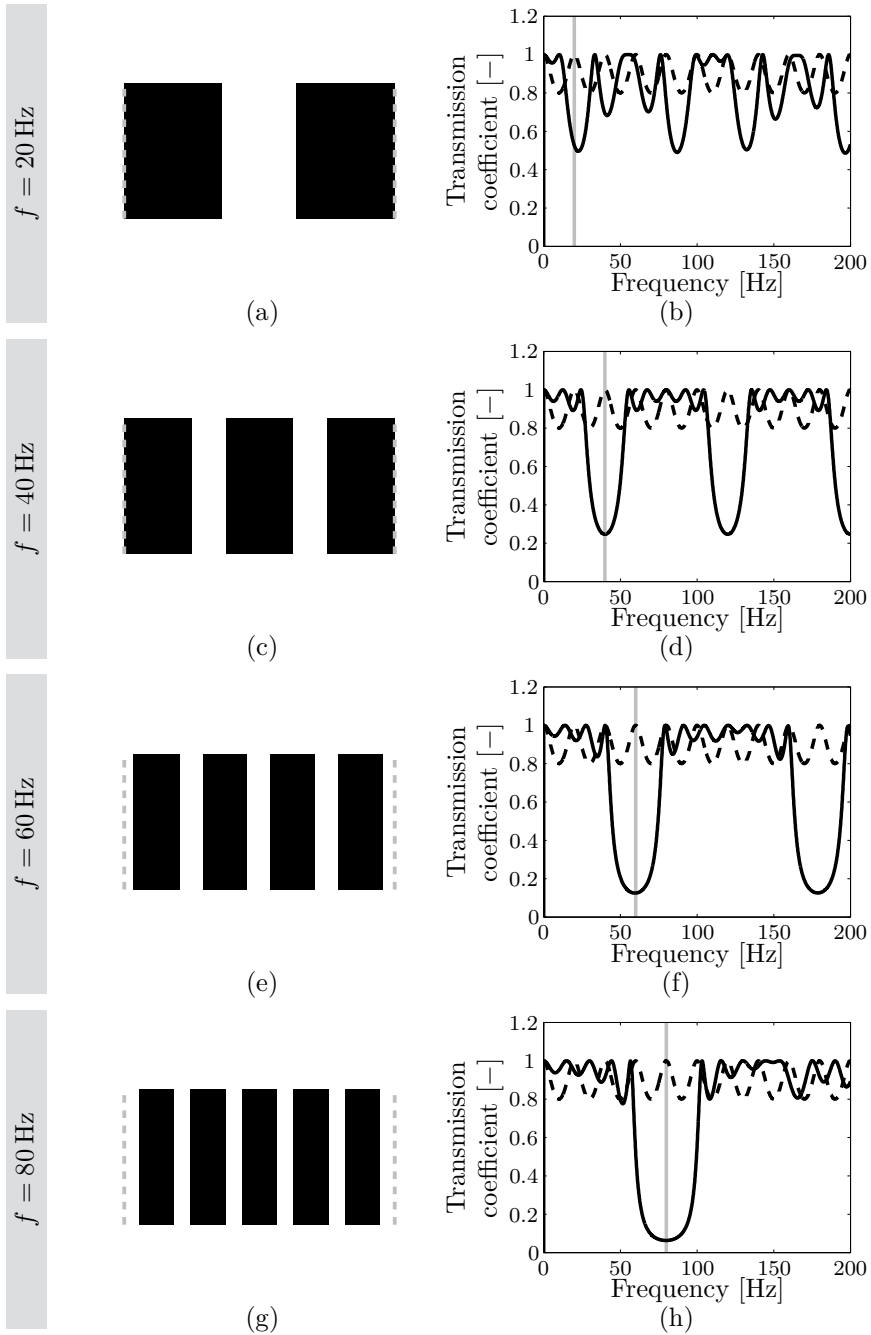 f = 20 Hz
(a)
Transmission
coefficient [−]
1.2
1
0.8
0.6
0.4
0.2
0
0 50 100 150 200
Frequency [Hz]
(b)
f = 40 Hz
(c)
Transmission
coefficient [−]
1.2
1
0.8
0.6
0.4
0.2
0
0 50 100 150 200
Frequency [Hz]
(d)
f = 60 Hz
(e)
Transmission
coefficient [−]
1.2
1
0.8
0.6
0.4
0.2
0
0 50 100 150 200
Frequency [Hz]
(f)
f = 80 Hz
(g)
Transmission
coefficient [−]
1.2
1
0.8
0.6
0.4
0.2
0
0 50 100 150 200
Frequency [Hz]
(h)